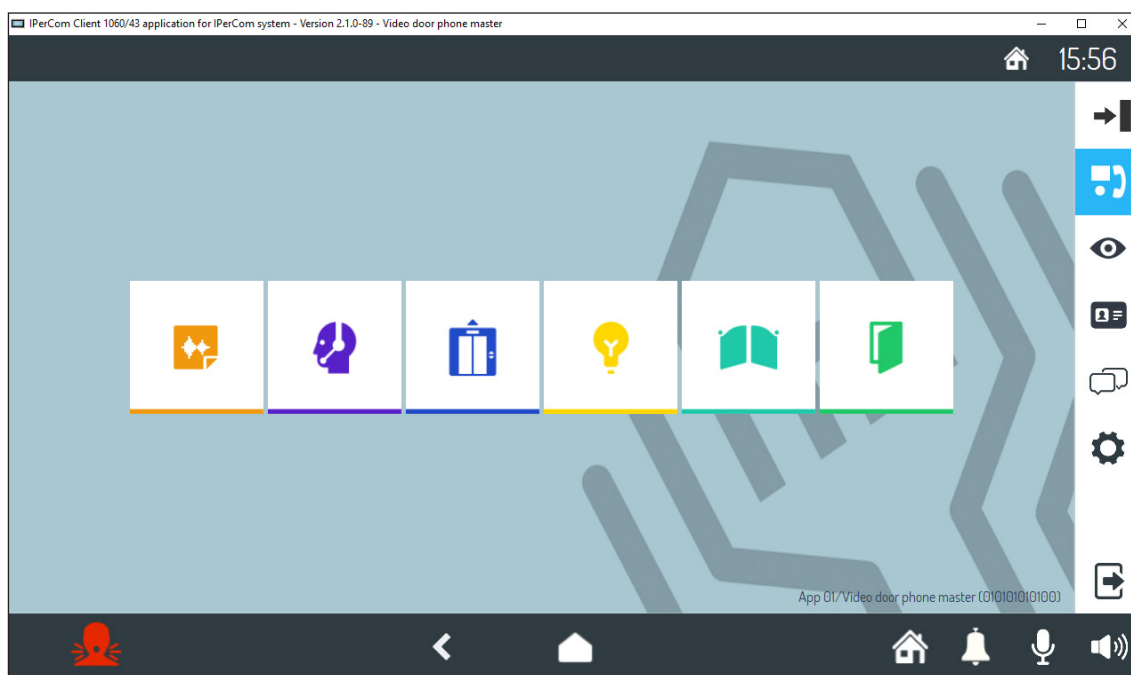 IPerCom Client 1060/43 application for IPerCom system - Version 2.1.0-89 - Video door phone master
15:56
App 01/Video door phone master (010101010100)